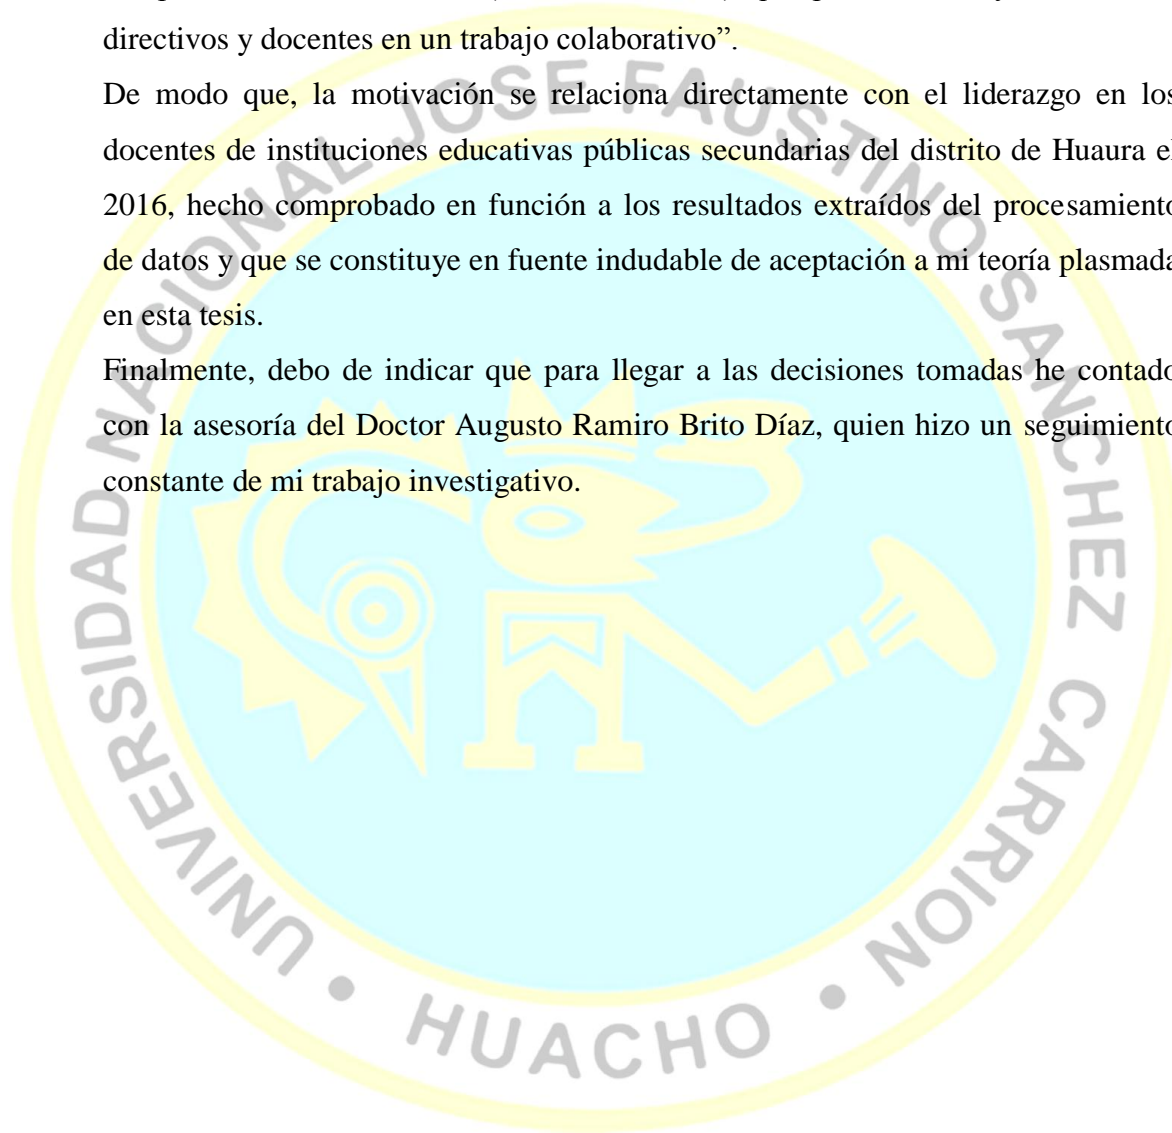 directivos y docentes en un trabajo colaborativo”.
De modo que, la motivación se relaciona directamente con el liderazgo en los
docentes de instituciones educativas públicas secundarias del distrito de Huaura el
2016, hecho comprobado en función a los resultados extraídos del procesamiento
de datos y que se constituye en fuente indudable de aceptación a mi teoría plasmada
en esta tesis.
Finalmente, debo de indicar que para llegar a las decisiones tomadas he contado
con la asesoría del Doctor Augusto Ramiro Brito Díaz, quien hizo un seguimiento
constante de mi trabajo investigativo.
UNIVERSIDAD NACIONAL JOSE FAUSTINO SANCHEZ CARRION
• HUACHO •